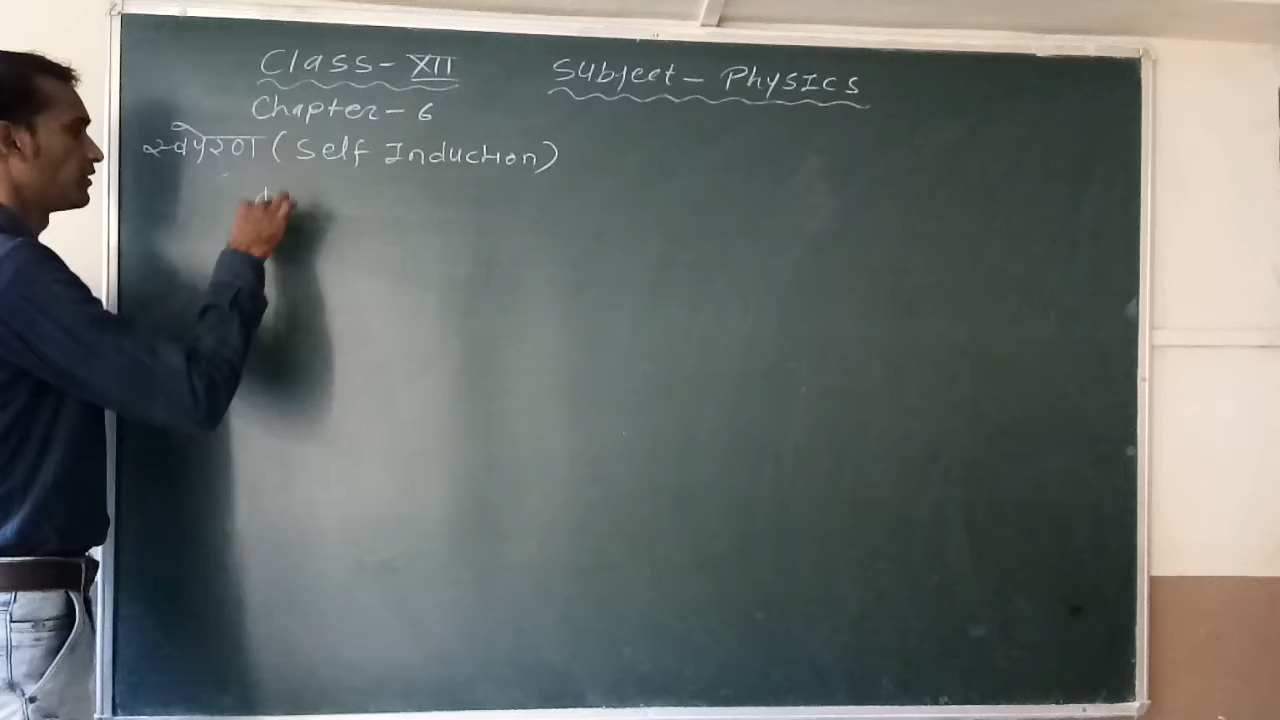 Class - XII Subject - Physics
Chapter - 6
स्वप्रेरण (Self Induction)